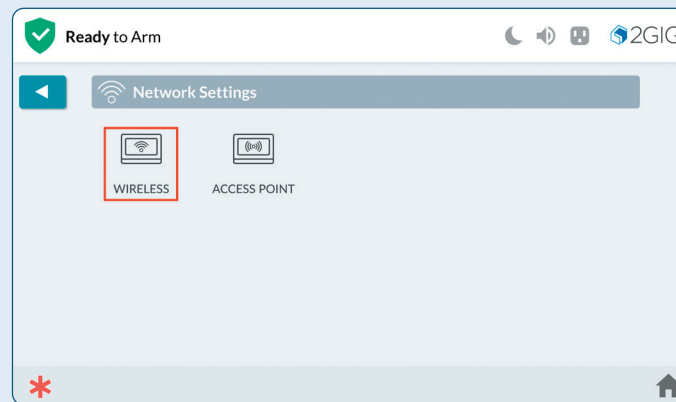 Ready to Arm
2GIG
Network Settings
WIRELESS
ACCESS POINT